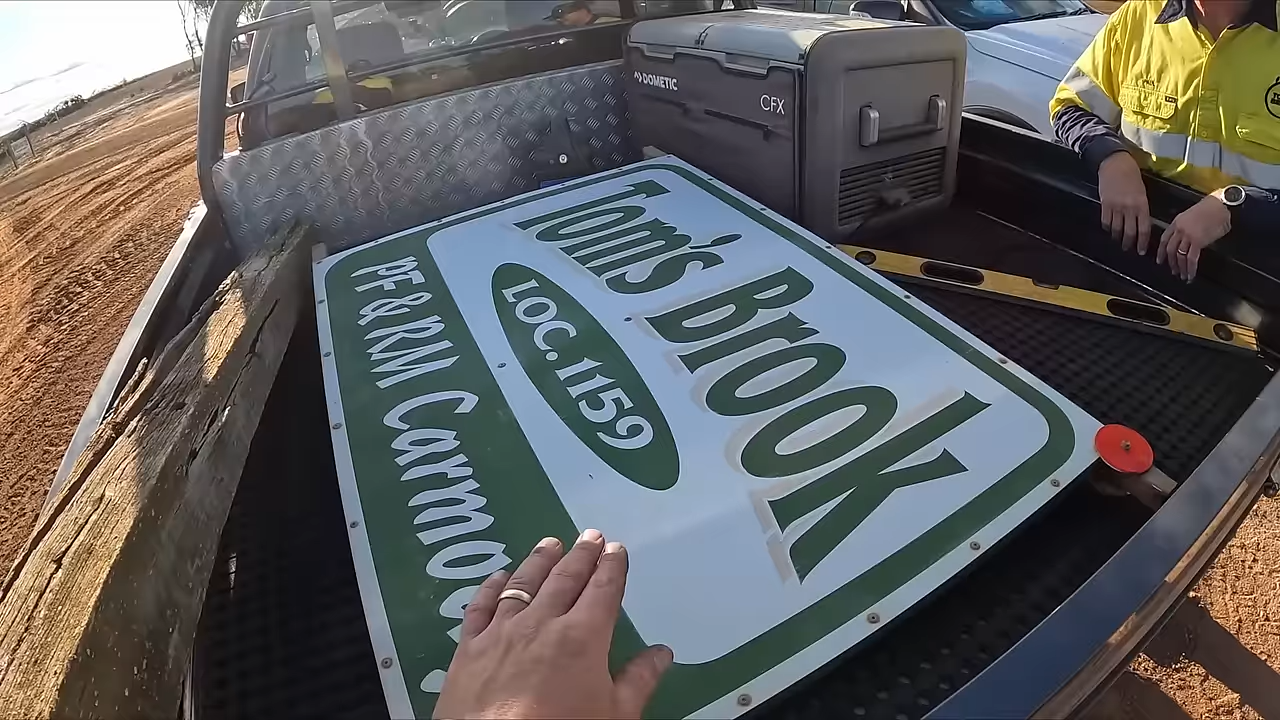 Tom's Brook
LOC. 1159
PF & RM Carmo
DOMETIC
CFX